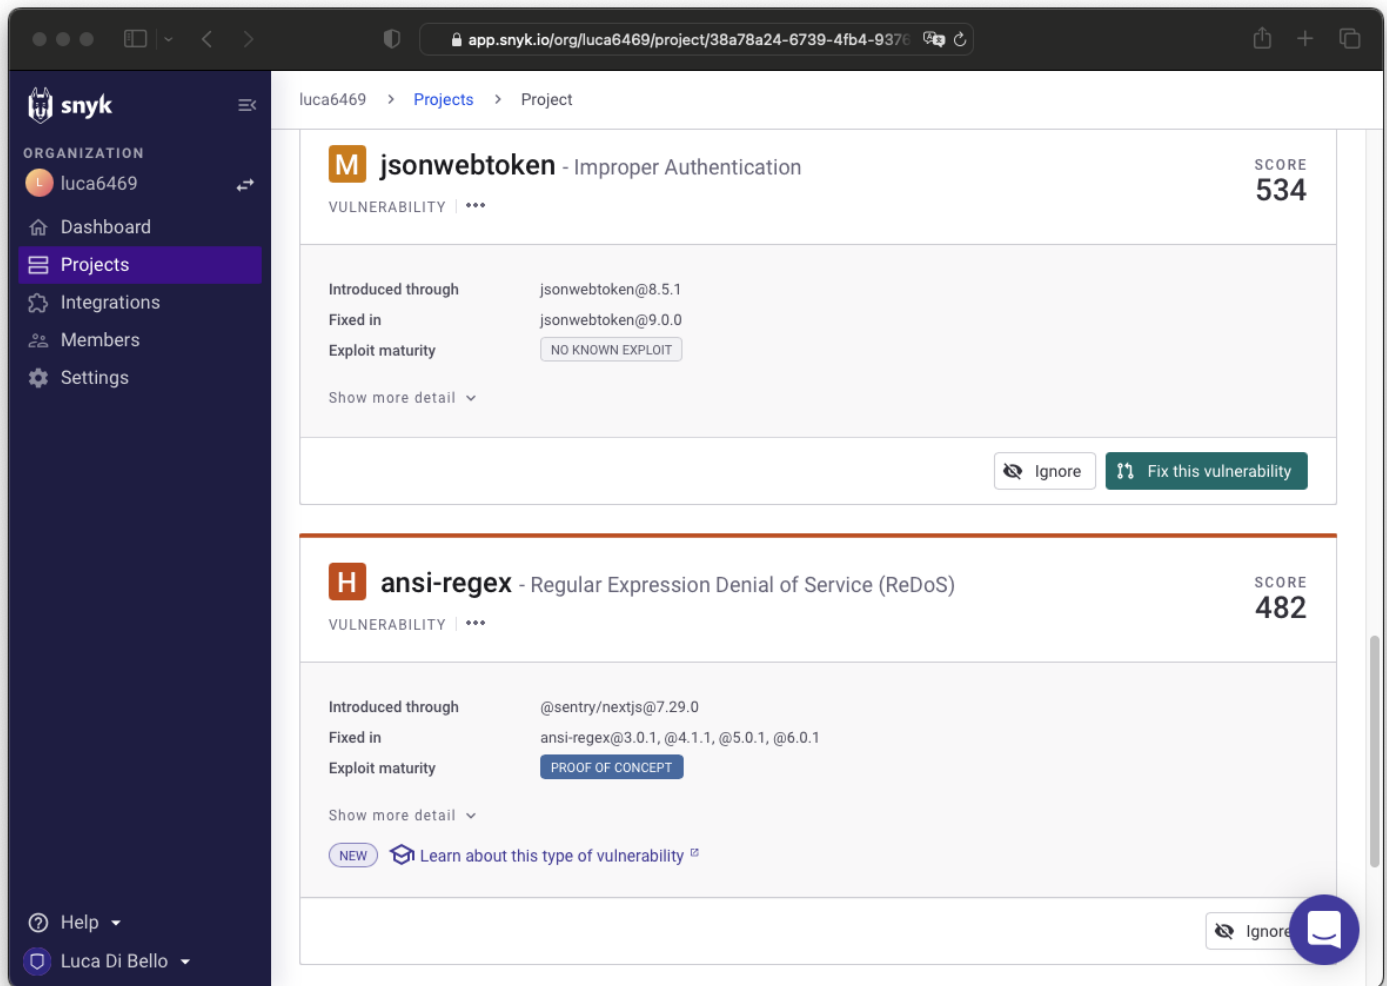 app.snyk.io/org/luca6469/project/38a78a24-6739-4fb4-9376
snyk
ORGANIZATION
L luca6469
Dashboard
Projects
Integrations
Members
Settings
Help
Luca Di Bello
luca6469 > Projects > Project
M jsonwebtoken - Improper Authentication
SCORE
534
VULNERABILITY
Introduced through jsonwebtoken@8.5.1
Fixed in jsonwebtoken@9.0.0
Exploit maturity NO KNOWN EXPLOIT
Show more detail
Ignore Fix this vulnerability
H ansi-regex - Regular Expression Denial of Service (ReDoS)
SCORE
482
VULNERABILITY
Introduced through @sentry/nextjs@7.29.0
Fixed in ansi-regex@3.0.1, @4.1.1, @5.0.1, @6.0.1
Exploit maturity PROOF OF CONCEPT
Show more detail
NEW Learn about this type of vulnerability
Ignore